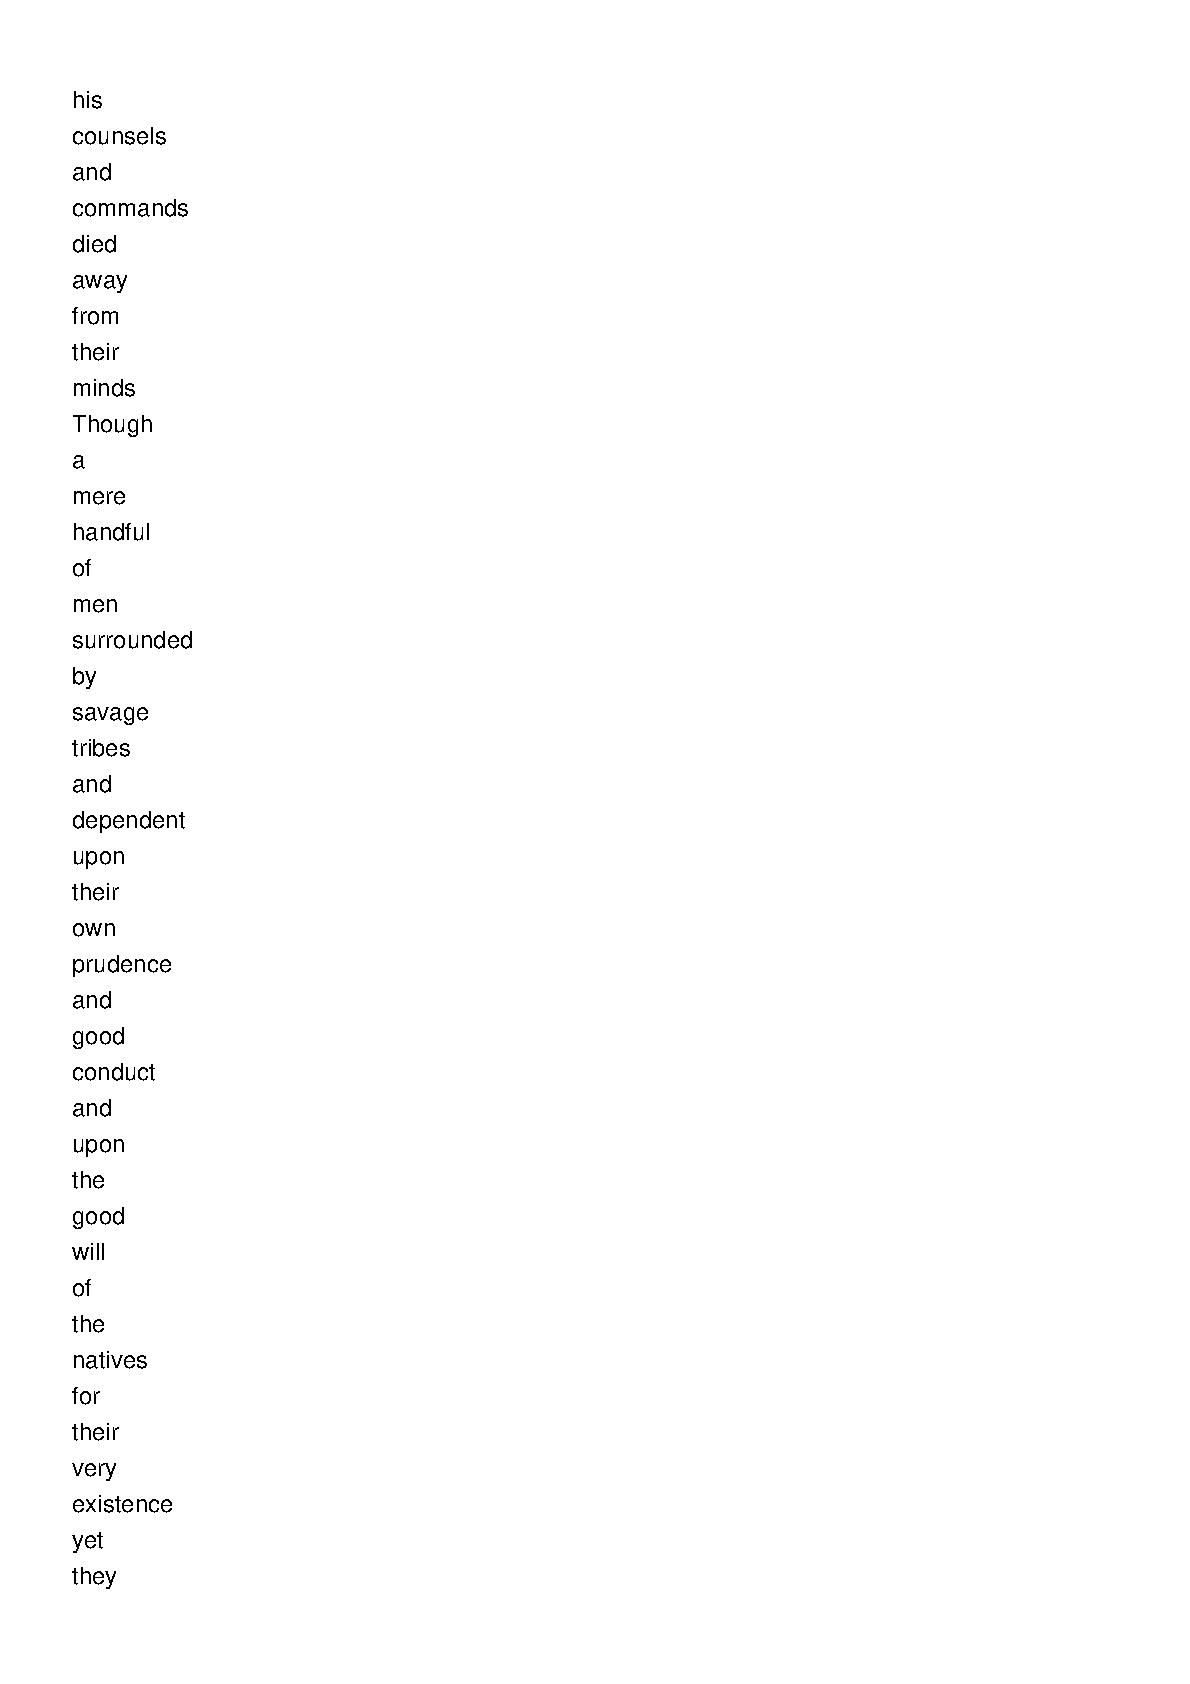 his
counsels
and
commands
died
away
from
their
minds
Though
a
mere
handful
of
men
surrounded
by
savage
tribes
and
dependent
upon
their
own
prudence
and
good
conduct
and
upon
the
good
will
of
the
natives
for
their
very
existence
yet
they